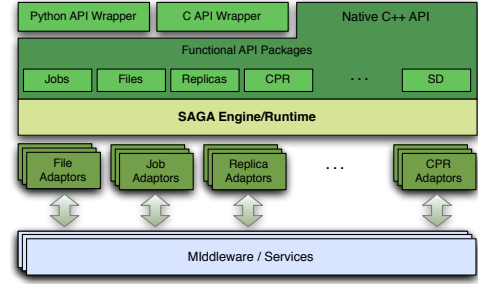 Python API Wrapper
C API Wrapper
Native C++ API
Functional API Packages
Jobs
Files
Replicas
CPR
. . .
SD
SAGA Engine/Runtime
File
Adaptors
Job
Adaptors
Replica
Adaptors
. . .
CPR
Adaptors
MIddleware / Services